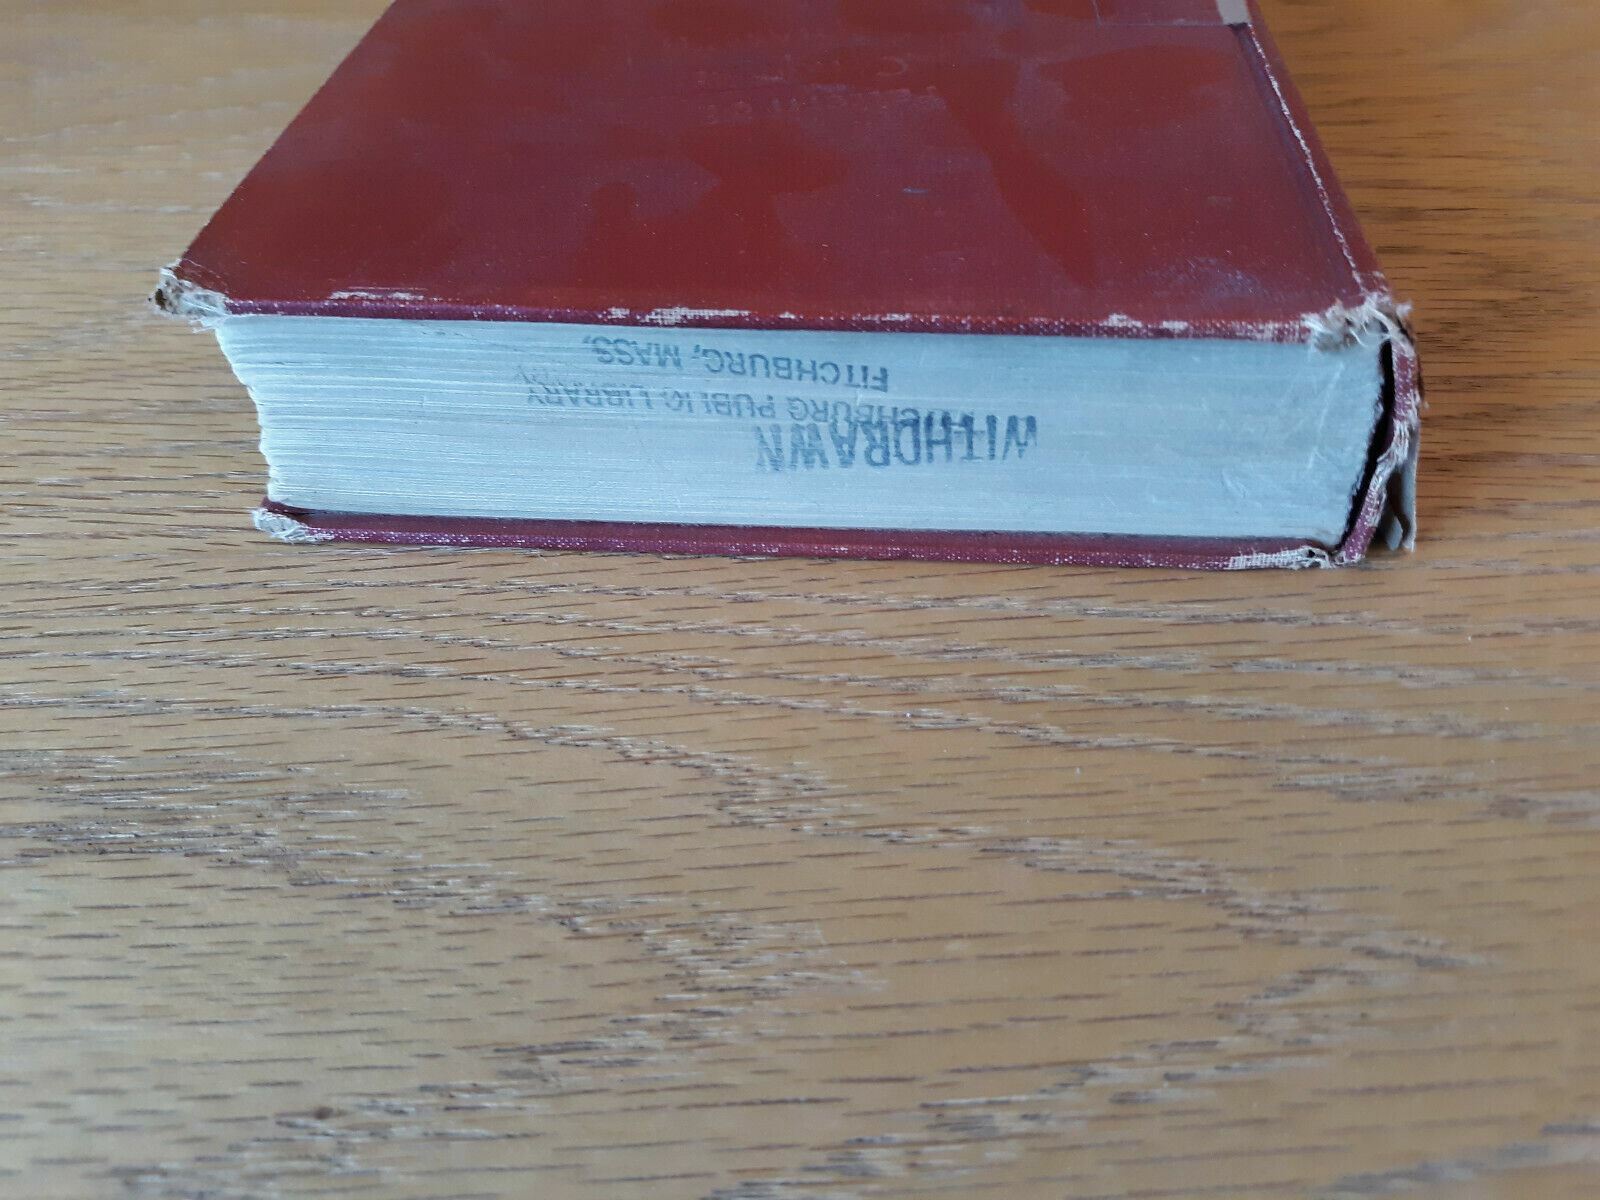 WITHDRAWN
FITCHBURG PUBLIC LIBRARY
FITCHBURG, MASS.